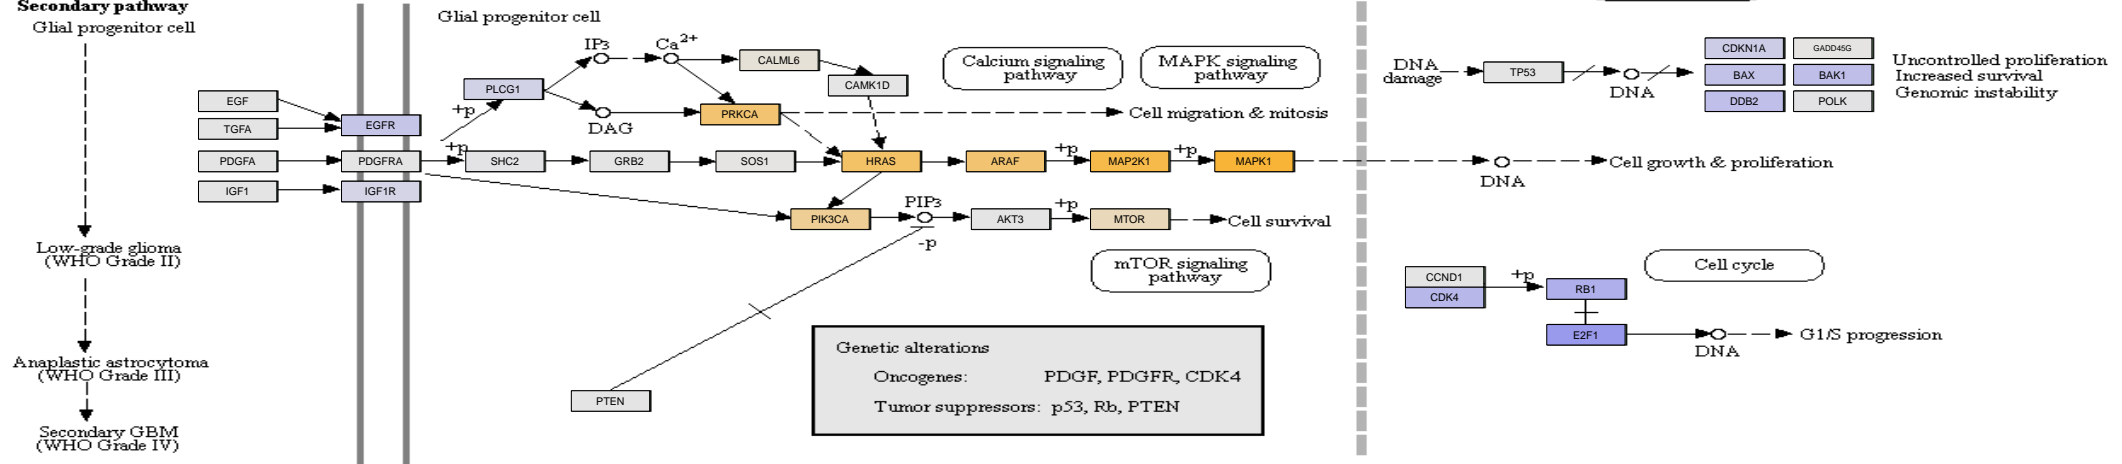 Secondary pathway
Glial progenitor cell
Glial progenitor cell
IP3
Ca2+
CALML6
CAMK1D
PLCG1
+p
DAG
PRKCA
Calcium signaling
pathway
MAPK signaling
pathway
Cell migration & mitosis
EGF
TGFA
PDGFA
IGF1
EGFR
PDGFRA
IGF1R
+p
SHC2
GRB2
SOS1
HRAS
ARAF
+p
MAP2K1
+p
MAPK1
DNA
Cell growth & proliferation
PIK3CA
PIP3
-p
AKT3
+p
MTOR
Cell survival
mTOR signaling
pathway
PTEN
DNA
damage
TP53
DNA
CDKN1A
GADD45G
BAX
BAK1
DDB2
POLK
Uncontrolled proliferation
Increased survival
Genomic instability
Cell cycle
CCND1
CDK4
+p
RB1
E2F1
DNA
G1/S progression
Low-grade glioma
(WHO Grade II)
Anaplastic astrocytoma
(WHO Grade III)
Secondary GBM
(WHO Grade IV)
Genetic alterations
Oncogenes: PDGF, PDGFR, CDK4
Tumor suppressors: p53, Rb, PTEN